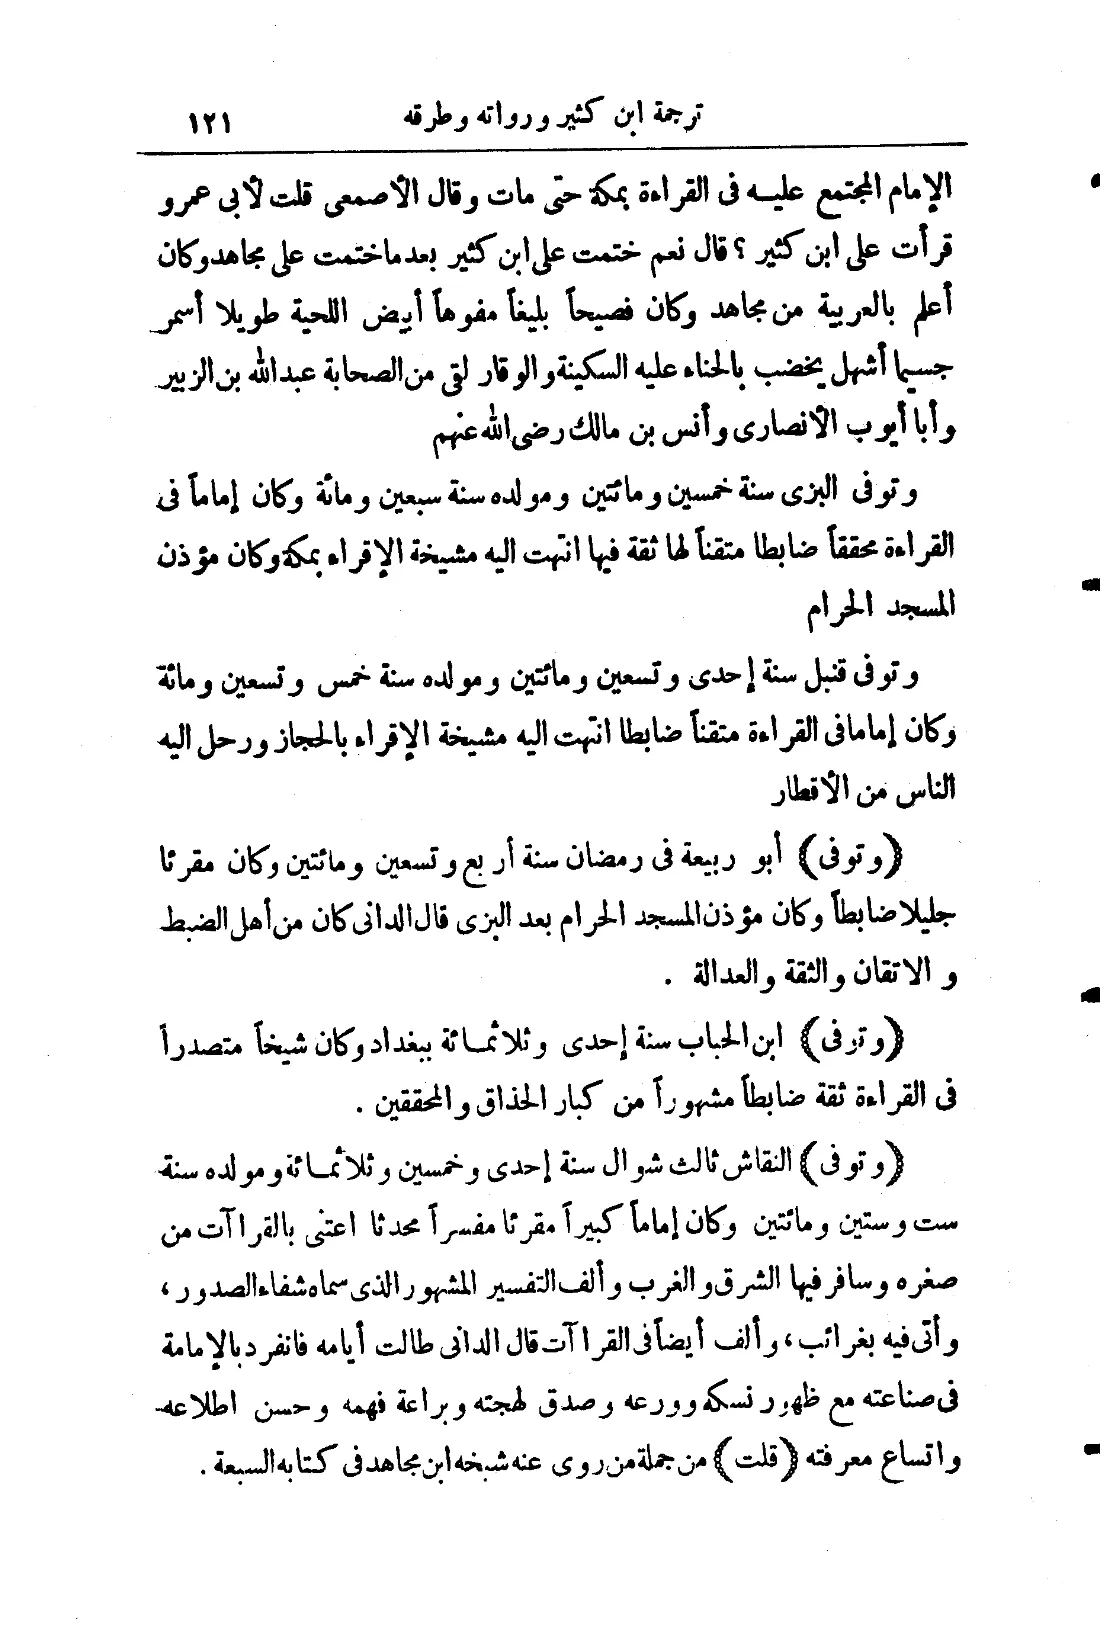 ترجمة ابن كثير ورواته وطرقه ١٢١
الإمام المجتمع عليه فى القراءة بمكة حتى مات وقال الأصمعى قلت لأبى عمرو
قرأت على ابن كثير ؟ قال نعم ختمت على ابن كثير بعد ما ختمت على مجاهد وكان
أعلم بالعربية من مجاهد وكان فصيحاً بليغاً مفوهاً أبيض اللحية طويلا أسمر
جسيما أشهل يخضب بالحناء عليه السكينة والوقار لقى من الصحابة عبد الله بن الزبير
وأبا أيوب الأنصارى وأنس بن مالك رضى الله عنهم
وتوفى البزى سنة خمسين ومائتين ومولده سنة سبعين ومائة وكان إماماً فى
القراءة محققاً ضابطا متقناً لها ثقة فيها انتهت اليه مشيخة الإقراء بمكة وكان مؤذن
المسجد الحرام
وتوفى قنبل سنة إحدى وتسعين ومائتين ومولده سنة خمس وتسعين ومائة
وكان إماما فى القراءة متقناً ضابطا انتهت اليه مشيخة الإقراء بالحجاز ورحل اليه
الناس من الأقطار
﴿وتوفى﴾ أبو ربيعة فى رمضان سنة أربع وتسعين ومائتين وكان مقرئا
جليلا ضابطاً وكان مؤذن المسجد الحرام بعد البزى قال الدانى كان من أهل الضبط
والاتقان والثقة والعدالة .
﴿وترفى﴾ ابن الحباب سنة إحدى وثلاثمائة ببغداد وكان شيخاً متصدراً
فى القراءة ثقة ضابطاً مشهوراً من كبار الحذاق والمحققين .
﴿وتوفى﴾ النقاش ثالث شوال سنة إحدى وخمسين وثلاثمائة ومولده سنة
ست وستين ومائتين وكان إماماً كبيراً مقرئا مفسراً محدثا اعتنى بالقراآت من
صغره وسافر فيها الشرق والغرب وألف التفسير المشهور الذى سماه شفاء الصدور ،
وأتى فيه بغرائب ، وألف أيضاً فى القراآت قال الدانى طالت أيامه فانفرد بالإمامة
فى صناعته مع ظهور نسكه وورعه وصدق لهجته وبراعة فهمه وحسن اطلاعه
واتساع معرفته ﴿قلت﴾ من جملة من روى عنه شيخه ابن مجاهد فى كتابه السبعة .